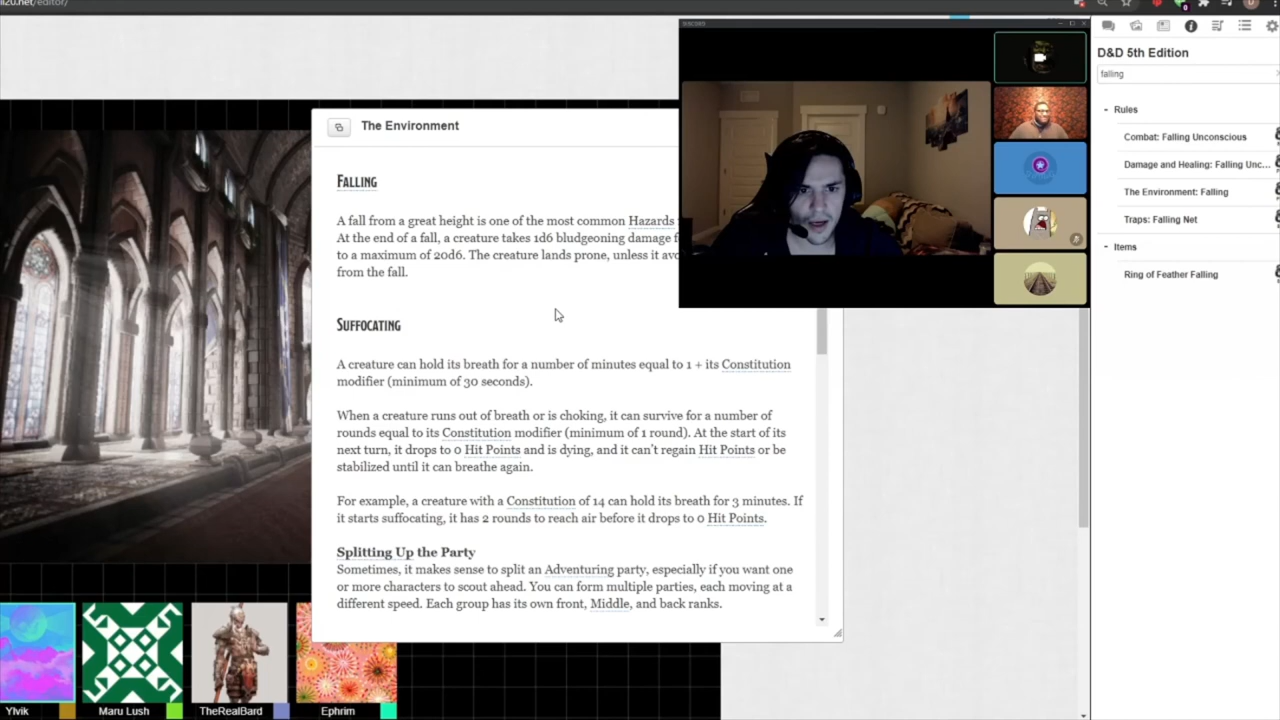 ll20.net/editor/
DISCORD
D&D 5th Edition
falling
Rules
Combat: Falling Unconscious
Damage and Healing: Falling Unc...
The Environment: Falling
Traps: Falling Net
Items
Ring of Feather Falling
The Environment
FALLING
A fall from a great height is one of the most common Hazards
At the end of a fall, a creature takes 1d6 bludgeoning damage
to a maximum of 20d6. The creature lands prone, unless it
from the fall.
SUFFOCATING
A creature can hold its breath for a number of minutes equal to 1 + its Constitution
modifier (minimum of 30 seconds).
When a creature runs out of breath or is choking, it can survive for a number of
rounds equal to its Constitution modifier (minimum of 1 round). At the start of its
next turn, it drops to 0 Hit Points and is dying, and it can't regain Hit Points or be
stabilized until it can breathe again.
For example, a creature with a Constitution of 14 can hold its breath for 3 minutes. If
it starts suffocating, it has 2 rounds to reach air before it drops to 0 Hit Points.
Splitting Up the Party
Sometimes, it makes sense to split an Adventuring party, especially if you want one
or more characters to scout ahead. You can form multiple parties, each moving at a
different speed. Each group has its own front, Middle, and back ranks.
Ylvik
Maru Lush
TheRealBard
Ephrim